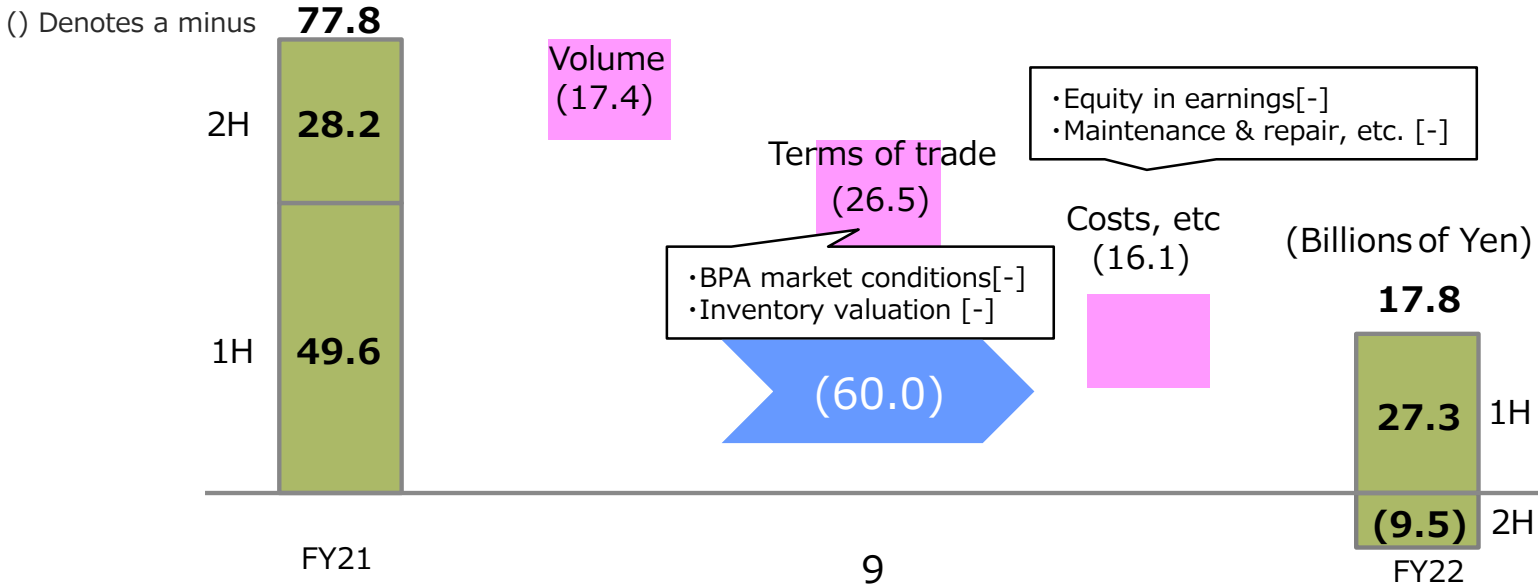 () Denotes a minus
77.8
2H
28.2
1H
49.6
FY21
Volume
(17.4)
Terms of trade
(26.5)
・BPA market conditions[-]
・Inventory valuation [-]
(60.0)
・Equity in earnings[-]
・Maintenance & repair, etc. [-]
Costs, etc
(16.1)
(Billions of Yen)
17.8
27.3
1H
(9.5)
2H
FY22
9